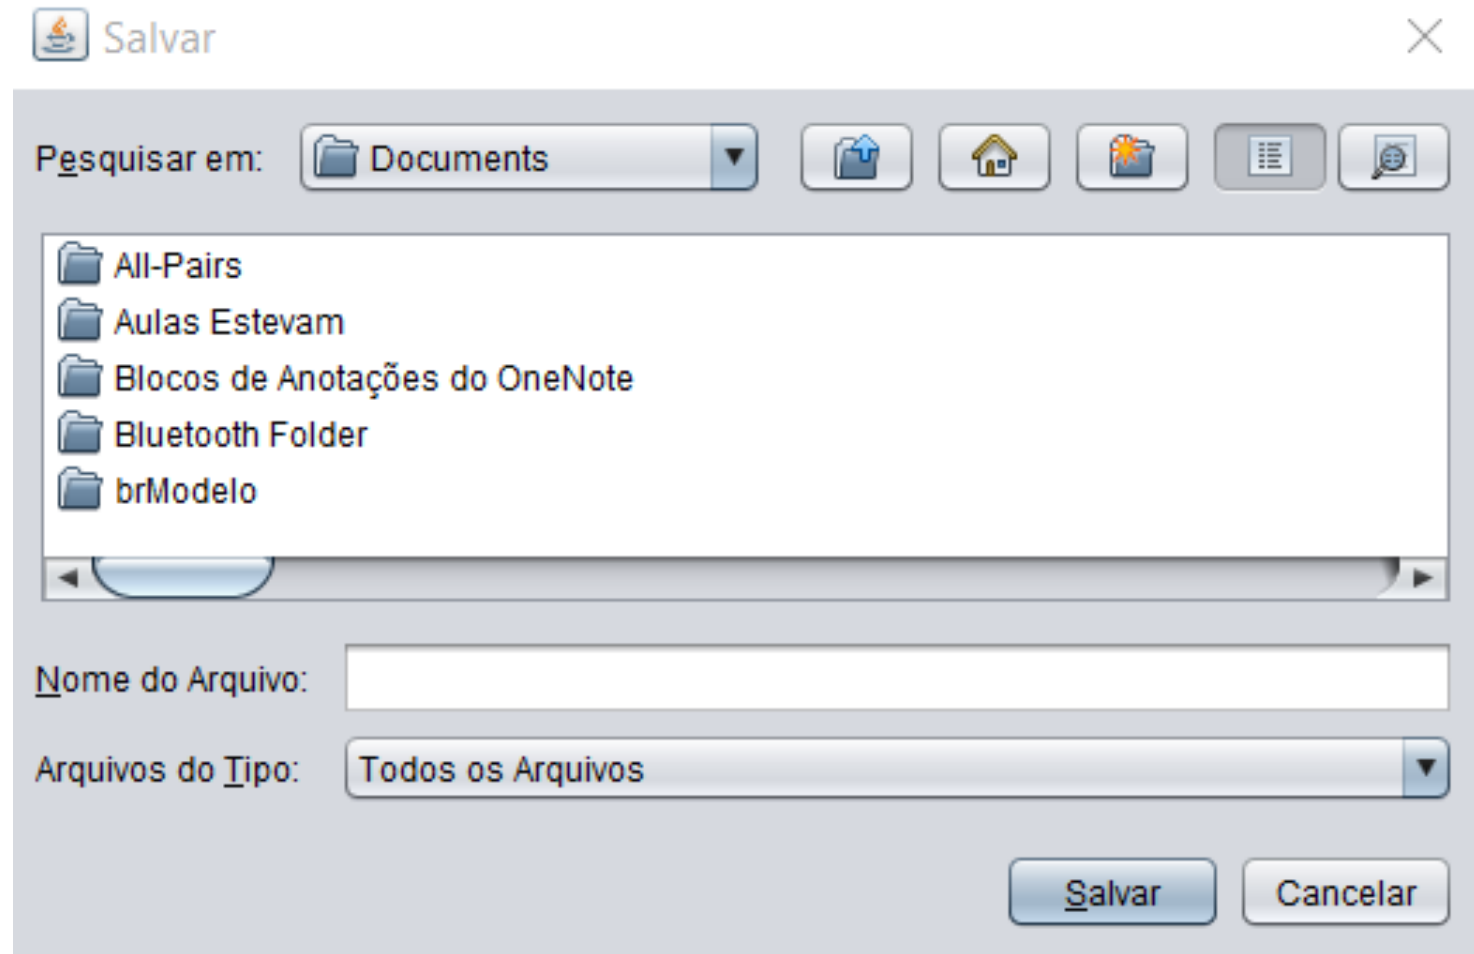 Salvar
Pesquisar em: Documents
All-Pairs
Aulas Estevam
Blocos de Anotações do OneNote
Bluetooth Folder
brModelo
Nome do Arquivo:
Arquivos do Tipo: Todos os Arquivos
Salvar Cancelar